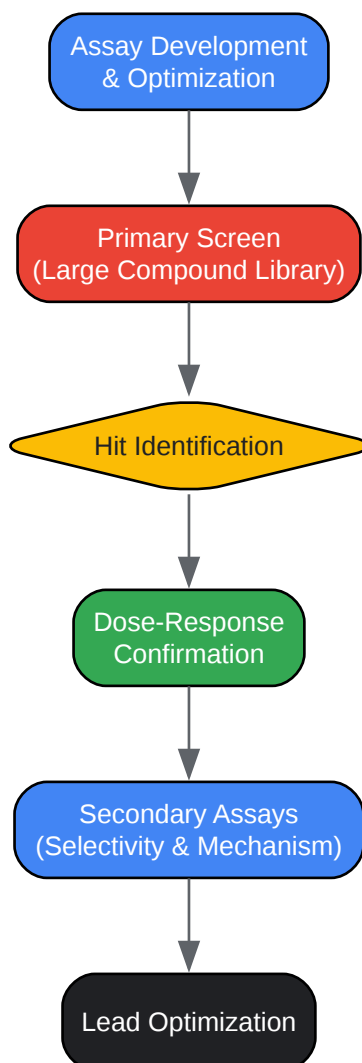 Assay Development
& Optimization
Primary Screen
(Large Compound Library)
Hit Identification
Dose-Response
Confirmation
Secondary Assays
(Selectivity & Mechanism)
Lead Optimization